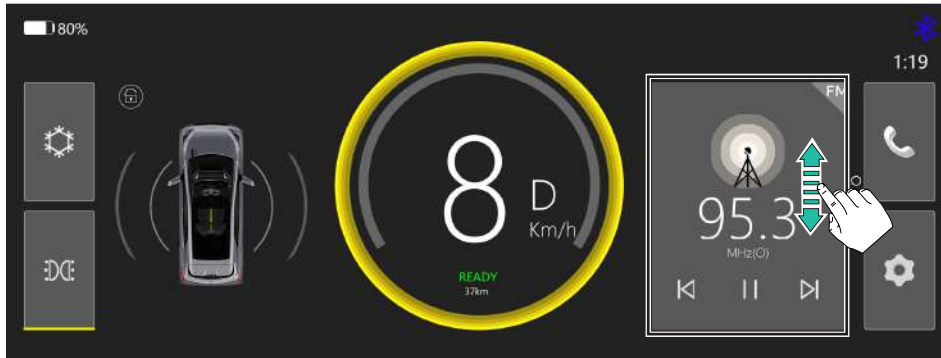 80%
1:19
FM
8
D
Km/h
READY
37km
95.3
MHz(O)